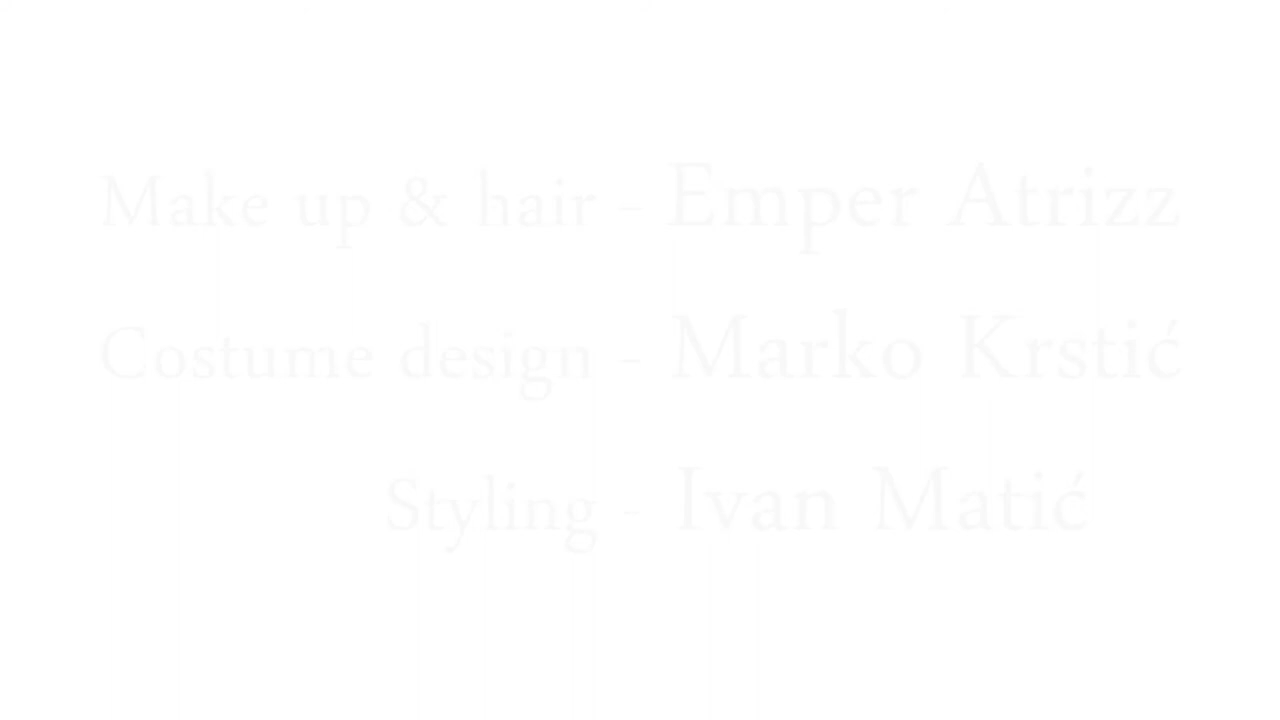 Make up & hair - Emper Atrizz
Costume design - Marko Krstić
Styling - Ivan Matić